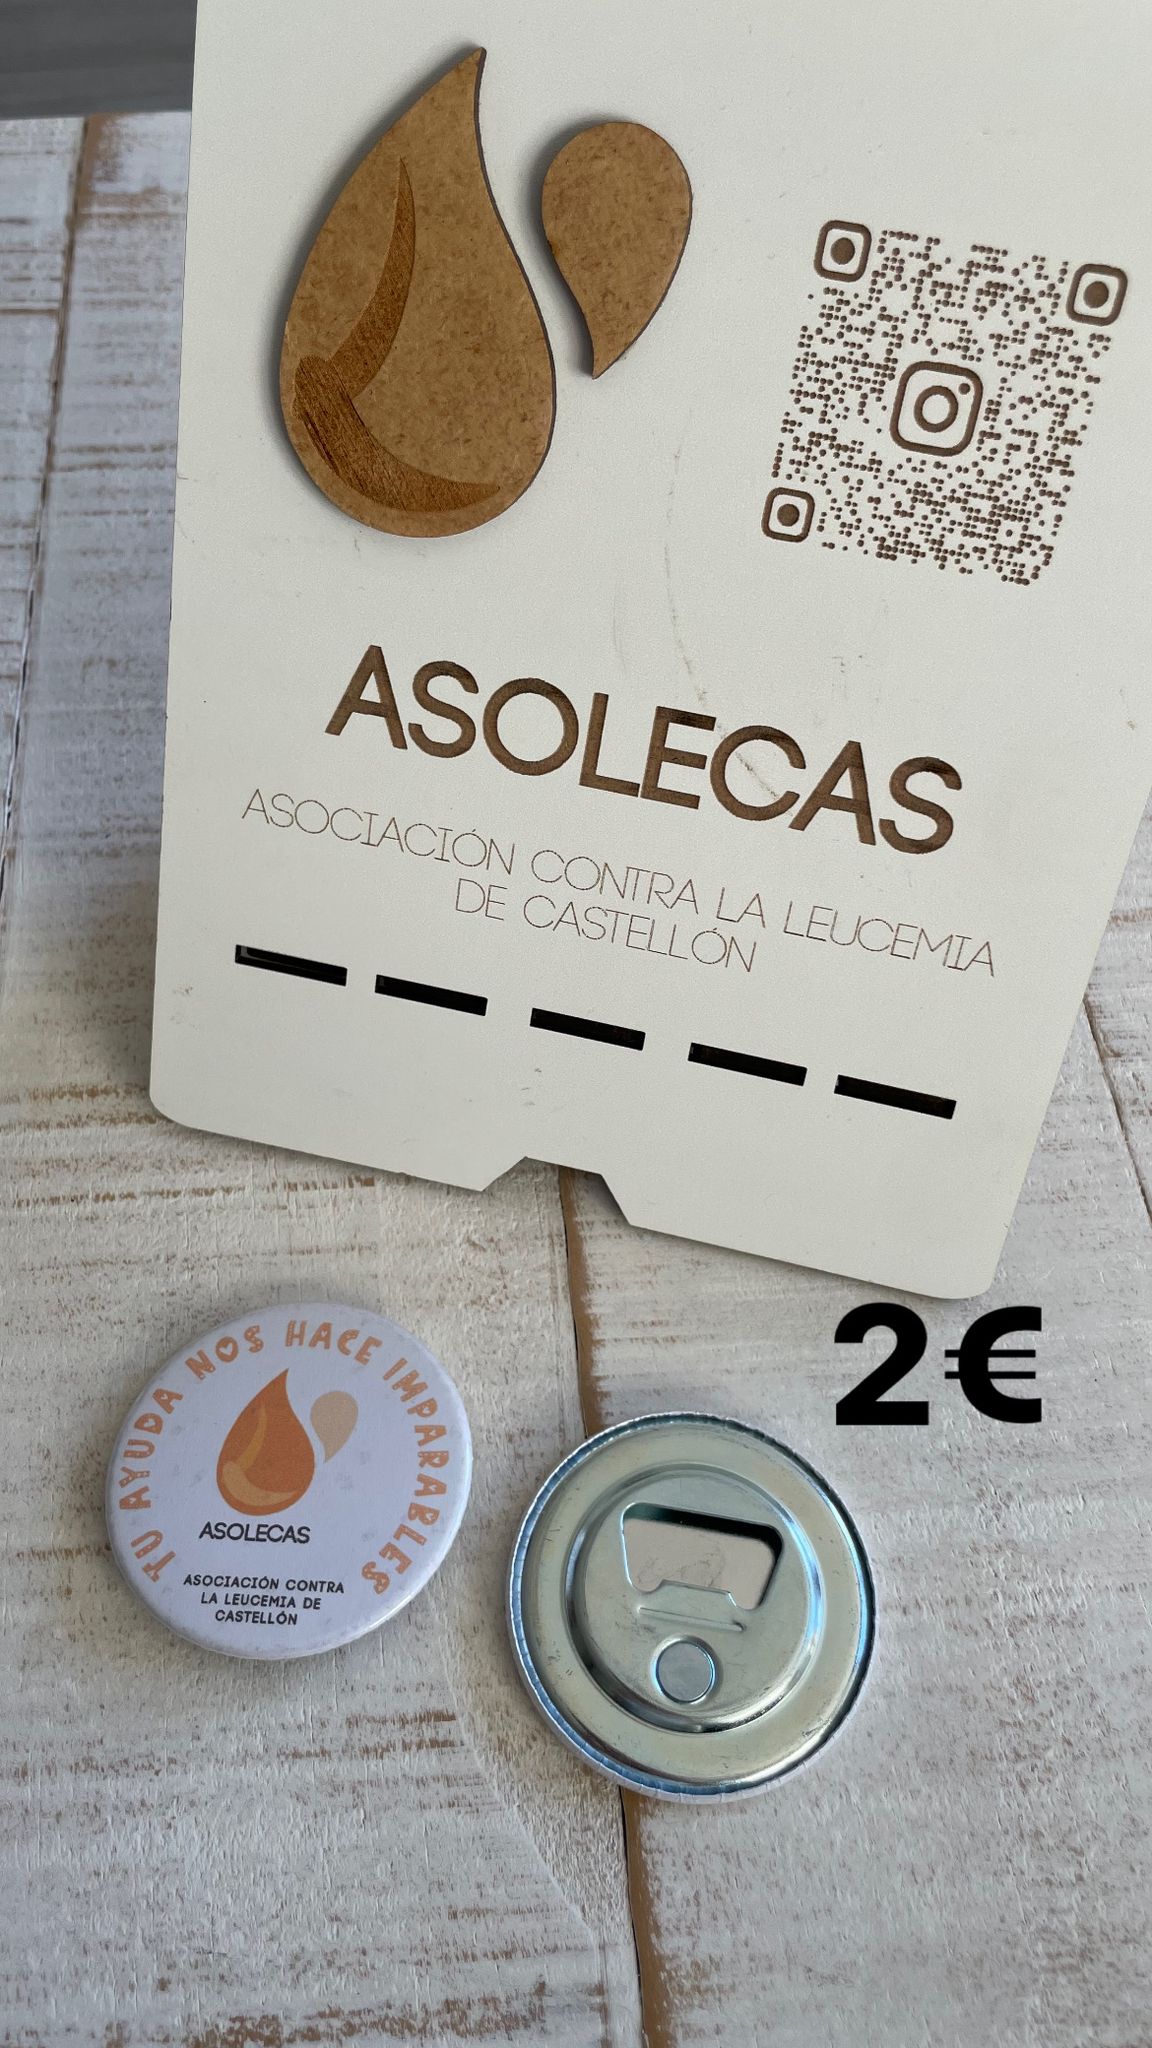 ASOLECAS
ASOCIACIÓN CONTRA LA LEUCEMIA
DE CASTELLÓN
2€
TU AYUDA NOS HACE IMPARABLES
ASOLECAS
ASOCIACIÓN CONTRA
LA LEUCEMIA DE
CASTELLÓN